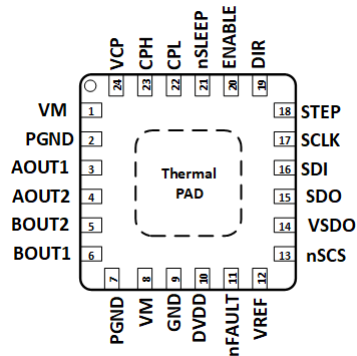 VCP
CPH
CPL
nSLEEP
ENABLE
DIR
24
23
22
21
20
19
VM 1
PGND 2
AOUT1 3
AOUT2 4
BOUT2 5
BOUT1 6
Thermal
PAD
18 STEP
17 SCLK
16 SDI
15 SDO
14 VSDO
13 nSCS
7
8
9
10
11
12
PGND
VM
GND
DVDD
nFAULT
VREF